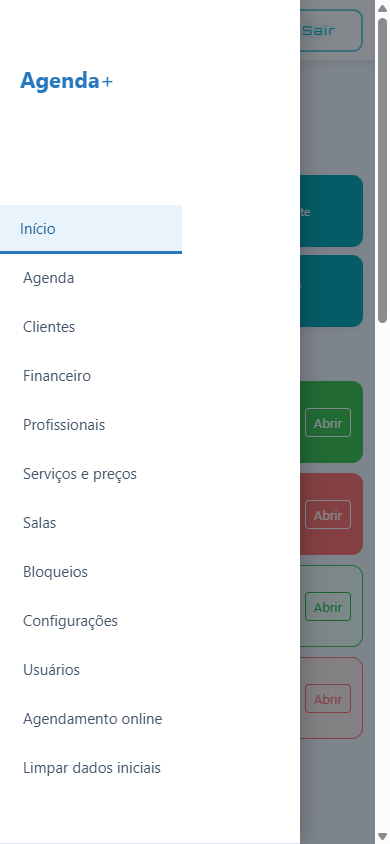 Sair
Agenda+
Início
Agenda
Clientes
Financeiro
Abrir
Profissionais
Serviços e preços
Salas
Abrir
Bloqueios
Abrir
Configurações
Usuários
Abrir
Agendamento online
Limpar dados iniciais